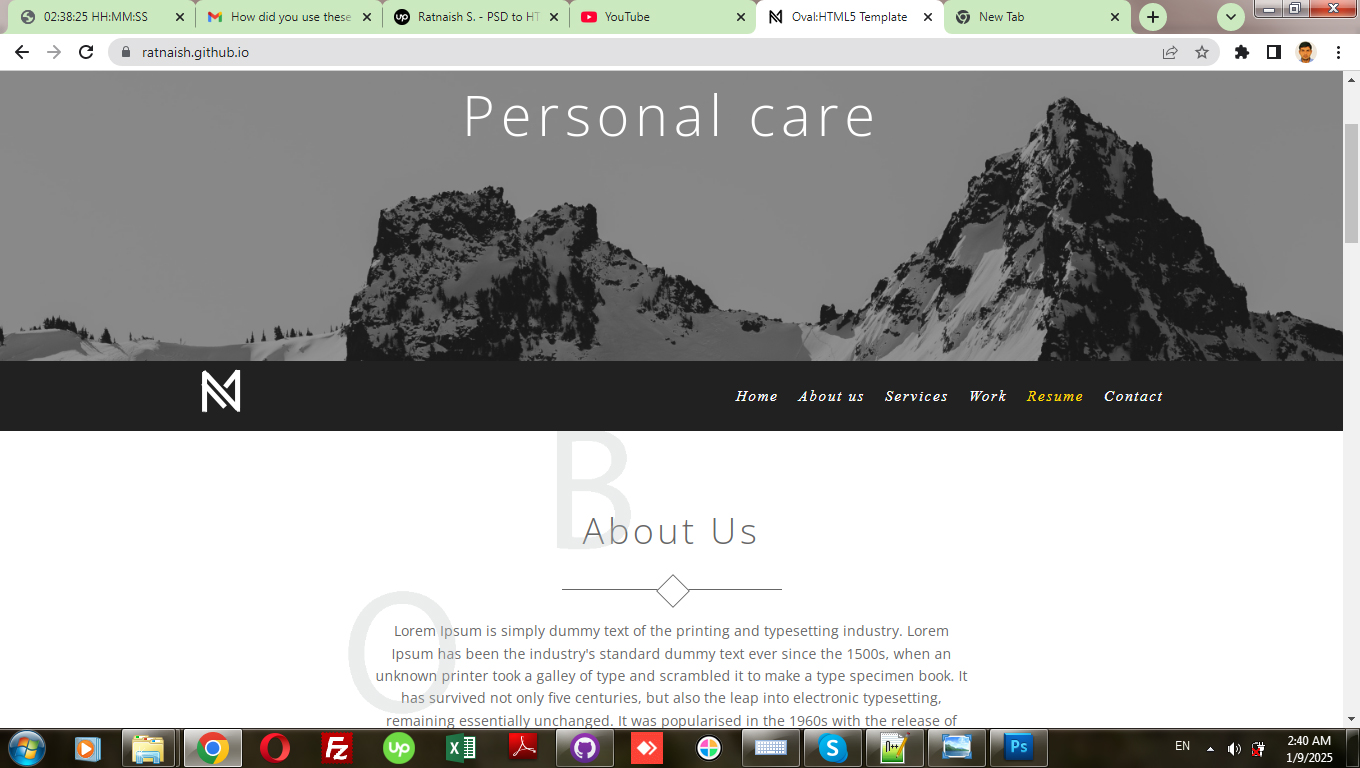 02:38:25 HH:MM:SS
How did you use these
Ratnaish S. - PSD to HT
YouTube
Oval:HTML5 Template
New Tab
ratnaish.github.io
Personal care
Home About us Services Work Resume Contact
B
About Us
O
Lorem Ipsum is simply dummy text of the printing and typesetting industry. Lorem
Ipsum has been the industry's standard dummy text ever since the 1500s, when an
unknown printer took a galley of type and scrambled it to make a type specimen book. It
has survived not only five centuries, but also the leap into electronic typesetting,
remaining essentially unchanged. It was popularised in the 1960s with the release of
EN
2:40 AM
1/9/2025